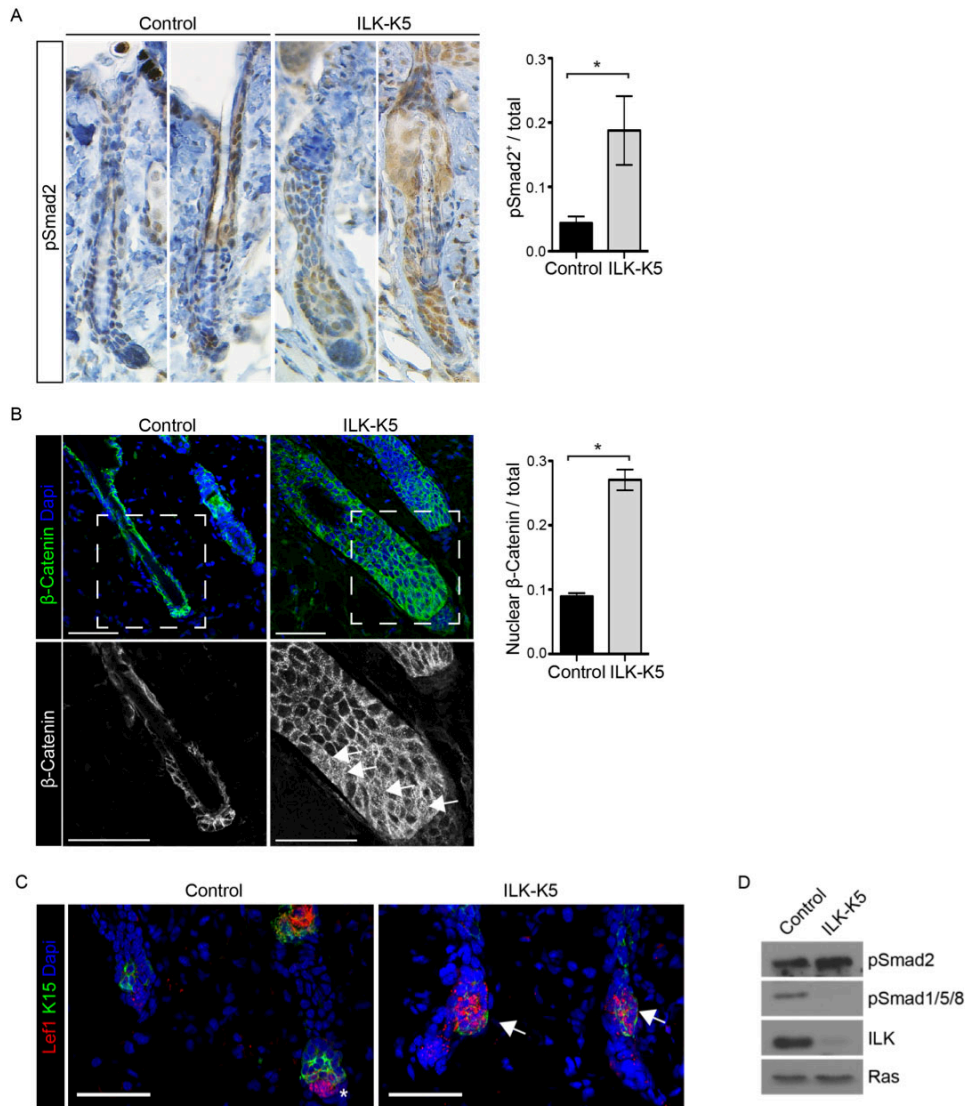 A
Control
ILK-K5
pSmad2
pSmad2⁺ / total
0.3
0.2
0.1
0.0
*
Control ILK-K5
B
Control
ILK-K5
β-Catenin Dapi
β-Catenin
Nuclear β-Catenin / total
0.3
0.2
0.1
0.0
*
Control ILK-K5
C
Control
ILK-K5
Lef1 K15 Dapi
*
D
Control
ILK-K5
pSmad2
pSmad1/5/8
ILK
Ras